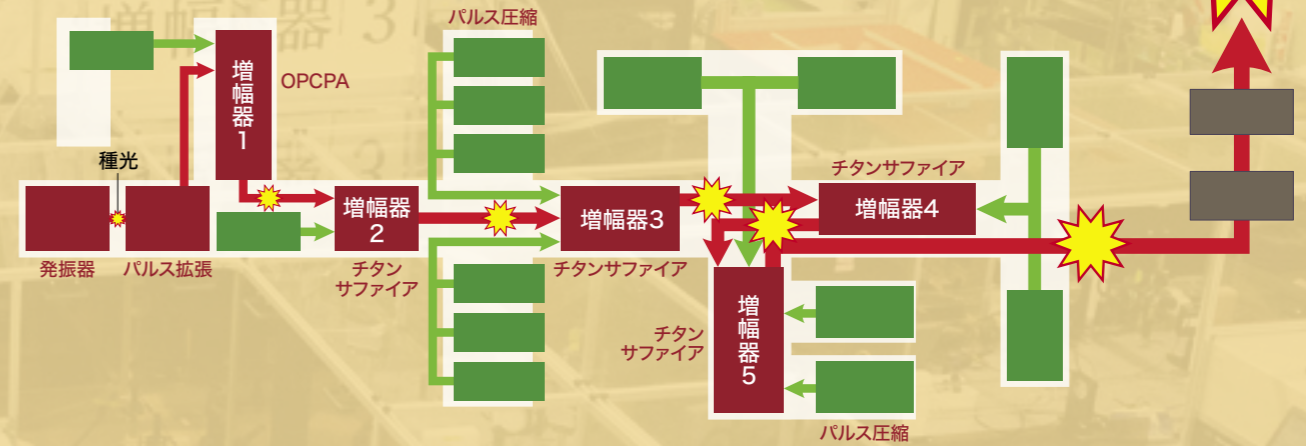 パルス圧縮
増幅器1
OPCPA
種光
発振器
パルス拡張
増幅器
2
チタン
サファイア
増幅器3
チタンサファイア
チタンサファイア
増幅器4
チタン
サファイア
増幅器5
パルス圧縮